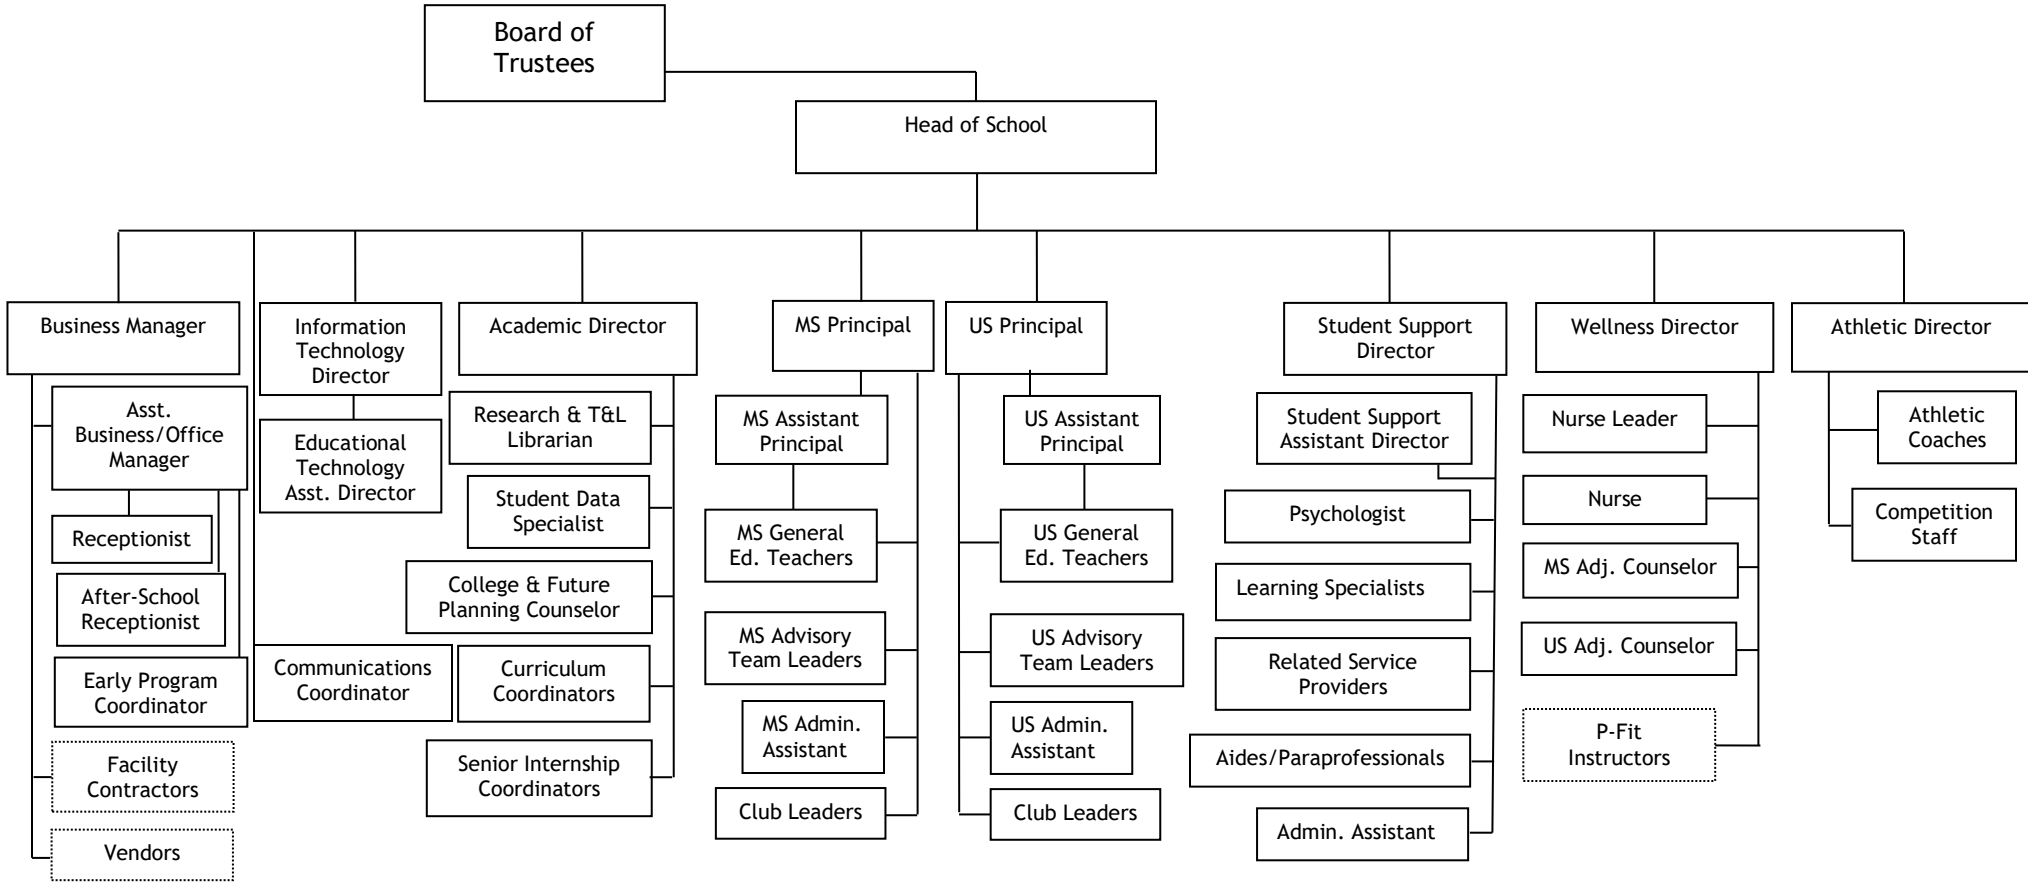 Board of
Trustees
Head of School
Business Manager
Asst.
Business/Office
Manager
Receptionist
After-School
Receptionist
Early Program
Coordinator
Facility
Contractors
Vendors
Information
Technology
Director
Educational
Technology
Asst. Director
Communications
Coordinator
Academic Director
Research & T&L
Librarian
Student Data
Specialist
College & Future
Planning Counselor
Curriculum
Coordinators
Senior Internship
Coordinators
MS Principal
MS Assistant
Principal
MS General
Ed. Teachers
MS Advisory
Team Leaders
MS Admin.
Assistant
Club Leaders
US Principal
US Assistant
Principal
US General
Ed. Teachers
US Advisory
Team Leaders
US Admin.
Assistant
Club Leaders
Student Support
Director
Student Support
Assistant Director
Psychologist
Learning Specialists
Related Service
Providers
Aides/Paraprofessionals
Admin. Assistant
Wellness Director
Nurse Leader
Nurse
MS Adj. Counselor
US Adj. Counselor
P-Fit
Instructors
Athletic Director
Athletic
Coaches
Competition
Staff